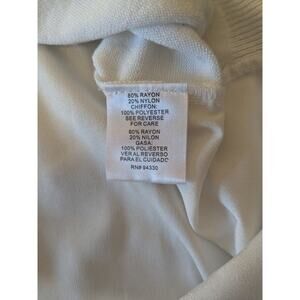 80% RAYON
20% NYLON
CHIFFON:
100% POLYESTER
SEE REVERSE
FOR CARE
80% RAYON
20% NILON
GASA:
100% POLIESTER
VER AL REVERSO
PARA EL CUIDADO
RN# 94330